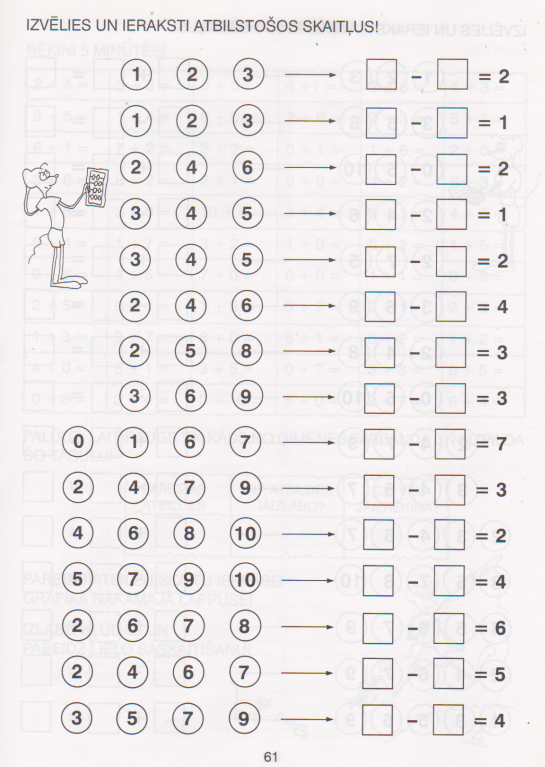 IZVĒLIES UN IERAKSTI ATBILSTOŠOS SKAITLUS!
1 2 3 - = 2
1 2 3 - = 1
2 4 6 - = 2
3 4 5 - = 1
3 4 5 - = 2
2 4 6 - = 4
2 5 8 - = 3
3 6 9 - = 3
0 1 6 7 - = 7
2 4 7 9 - = 3
4 6 8 10 - = 2
5 7 9 10 - = 4
2 6 7 8 - = 6
2 4 6 7 - = 5
3 5 7 9 - = 4
61